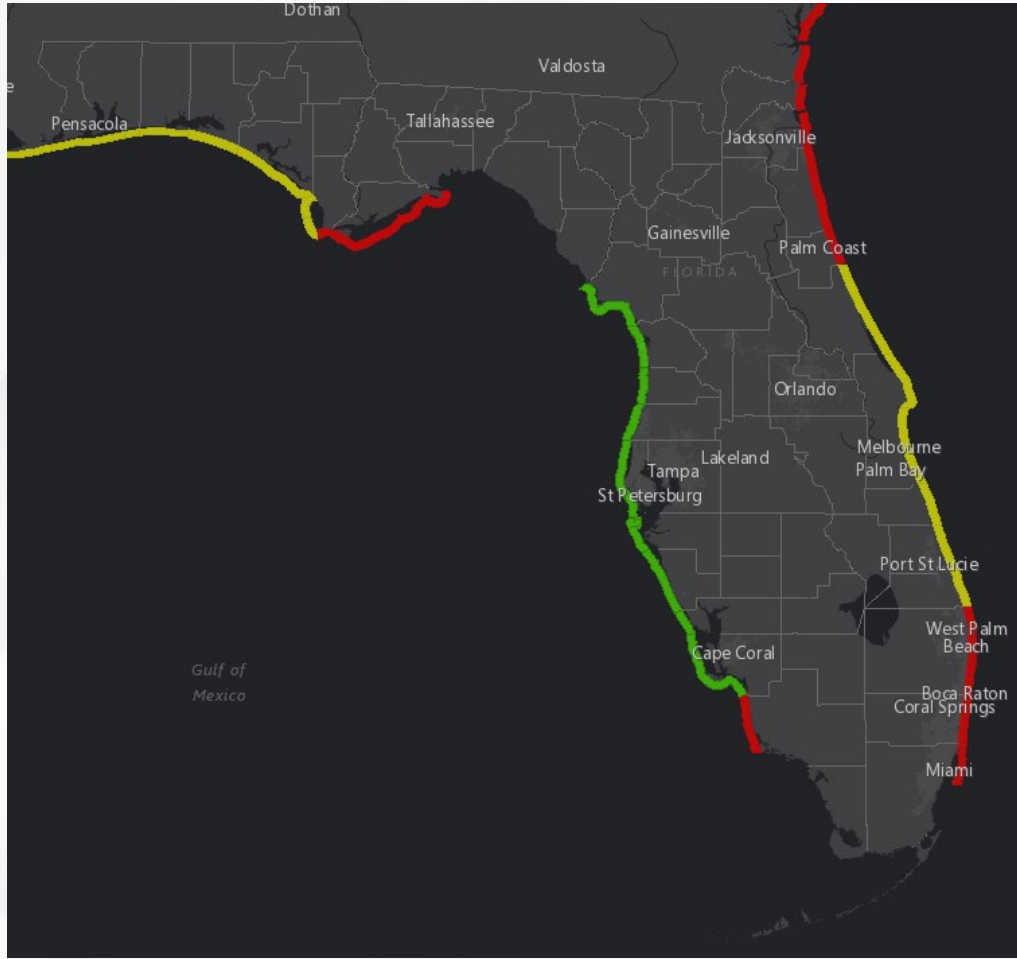 Dothan
Valdosta
e
Pensacola
Tallahassee
Jacksonville
Gainesville
Palm Coast
FLORIDA
Orlando
Melbourne
Lakeland
Tampa
Palm Bay
St Petersburg
Port St Lucie
West Palm
Beach
Cape Coral
Gulf of
Mexico
Boca Raton
Coral Springs
Miami